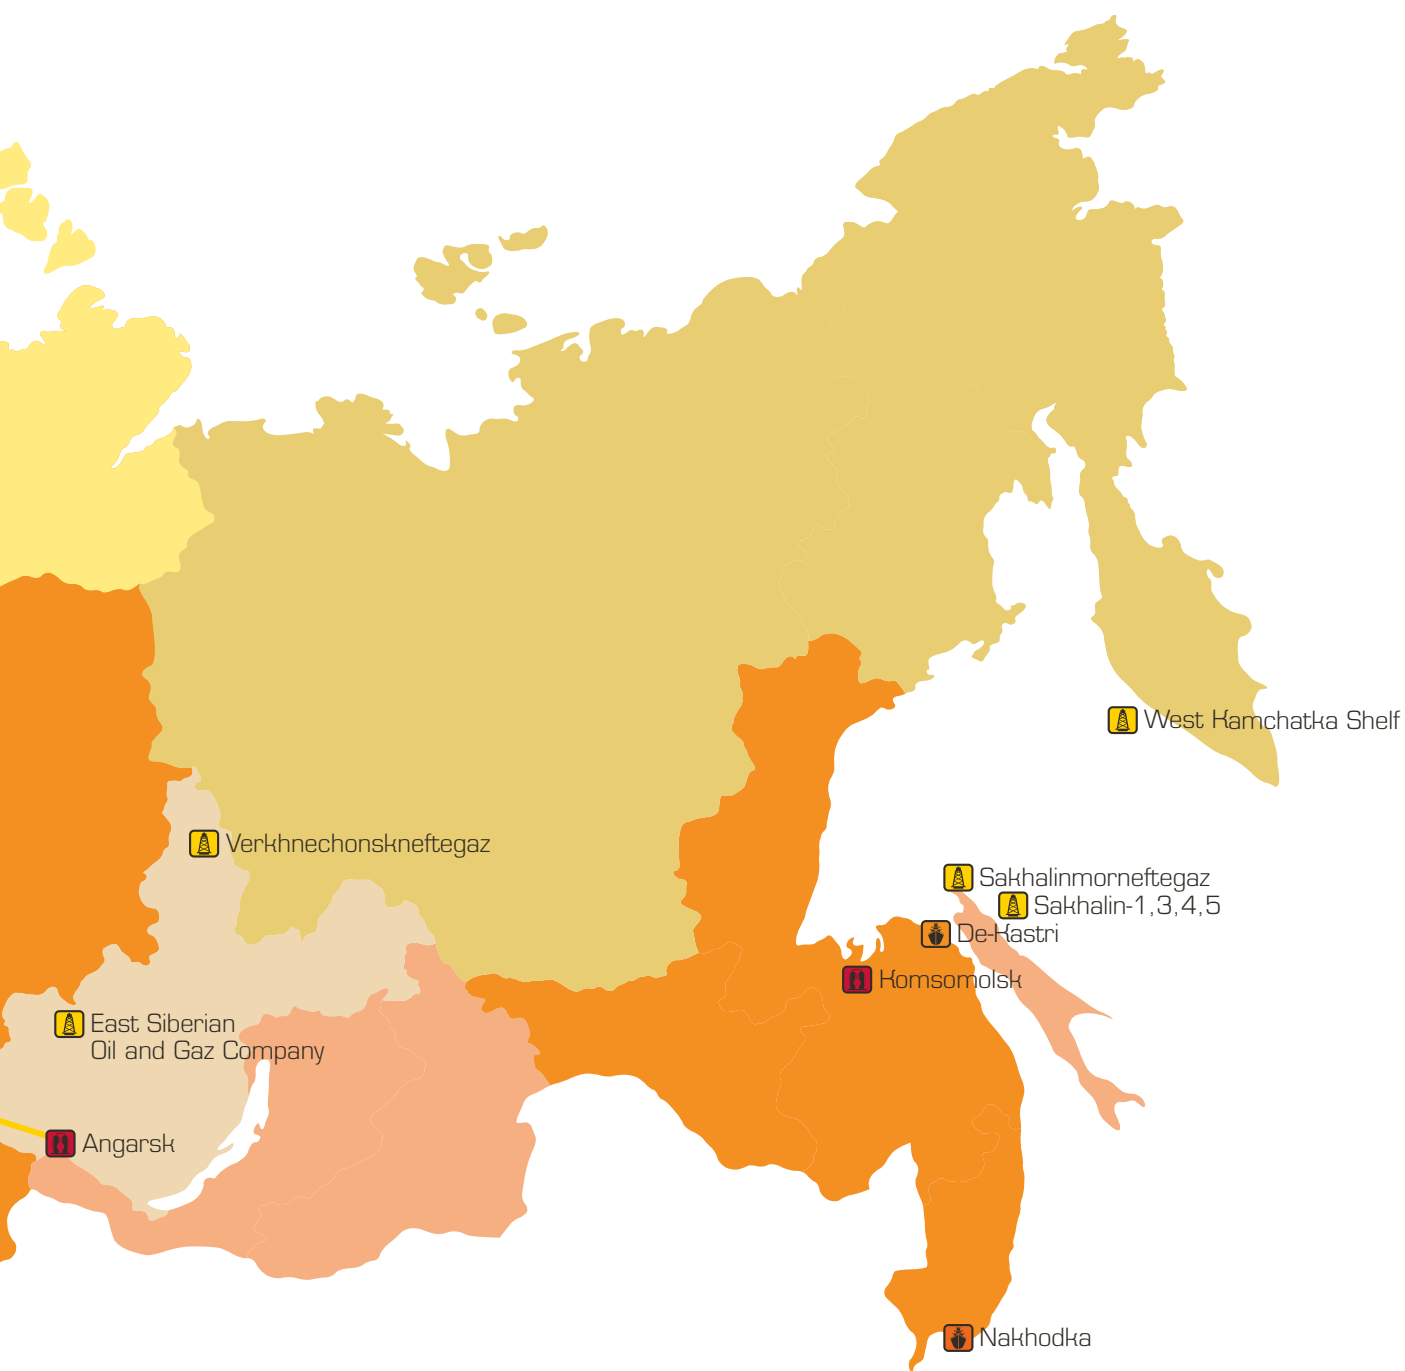 West Kamchatka Shelf
Verkhnechonskneftegaz
Sakhalinmorneftegaz
Sakhalin-1,3,4,5
De-Kastri
Komsomolsk
East Siberian
Oil and Gaz Company
Angarsk
Nakhodka